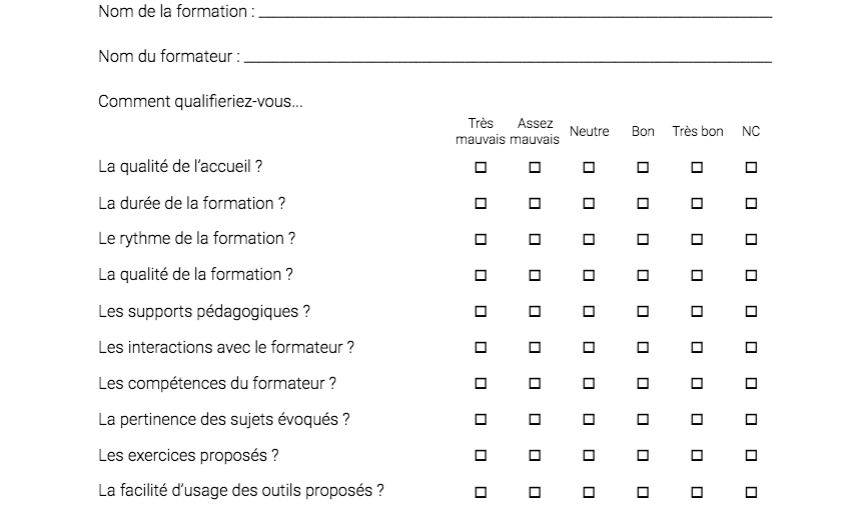 Nom de la formation :
Nom du formateur :
Comment qualifieriez-vous...
Très mauvais Assez mauvais Neutre Bon Très bon NC
La qualité de l'accueil ?
La durée de la formation ?
Le rythme de la formation ?
La qualité de la formation ?
Les supports pédagogiques ?
Les interactions avec le formateur ?
Les compétences du formateur ?
La pertinence des sujets évoqués ?
Les exercices proposés ?
La facilité d'usage des outils proposés ?